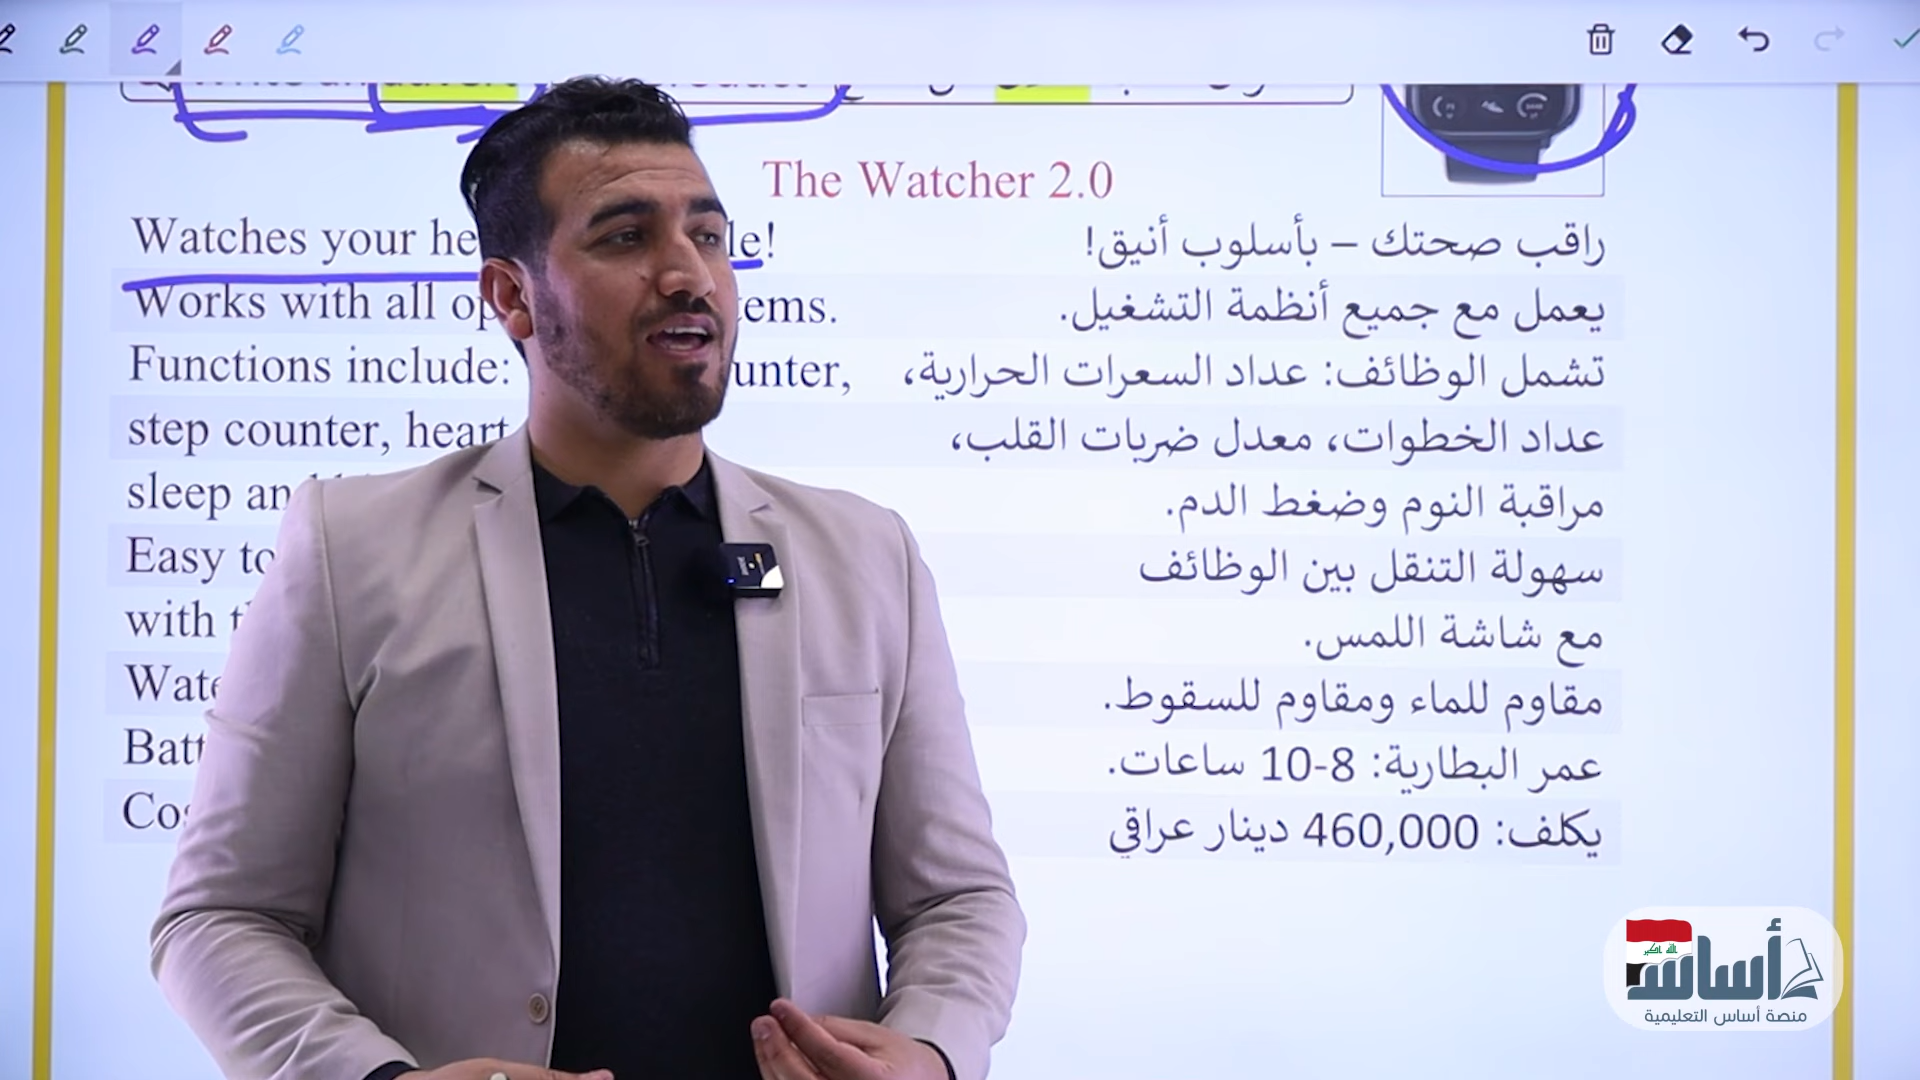 The Watcher 2.0
Watches your he le!
راقب صحتك – بأسلوب أنيق!
Works with all op tems.
يعمل مع جميع أنظمة التشغيل.
Functions include: unter,
تشمل الوظائف: عداد السعرات الحرارية،
step counter, heart
عداد الخطوات، معدل ضربات القلب،
sleep an
مراقبة النوم وضغط الدم.
Easy to
سهولة التنقل بين الوظائف
with t
مع شاشة اللمس.
Wate
مقاوم للماء ومقاوم للسقوط.
Batt
عمر البطارية: 8-10 ساعات.
Cos
يكلف: 460,000 دينار عراقي
أساس
منصة أساس التعليمية